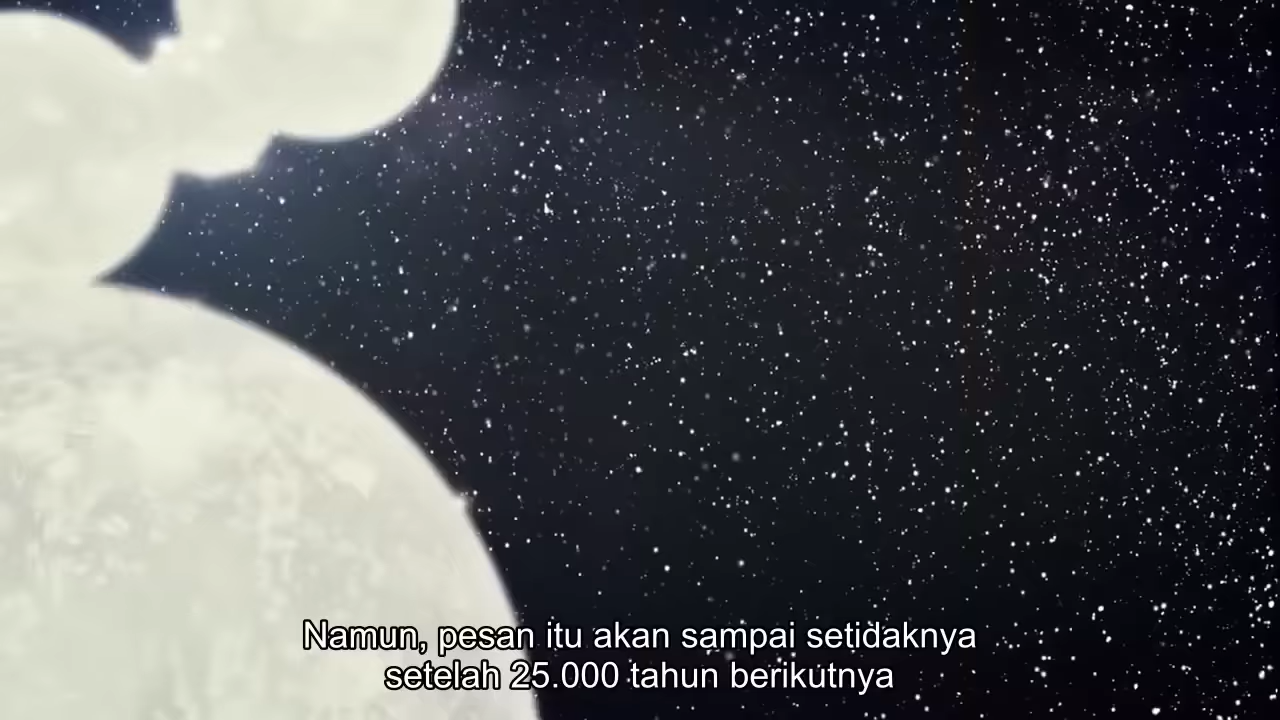 Namun, pesan itu akan sampai setidaknya
setelah 25.000 tahun berikutnya